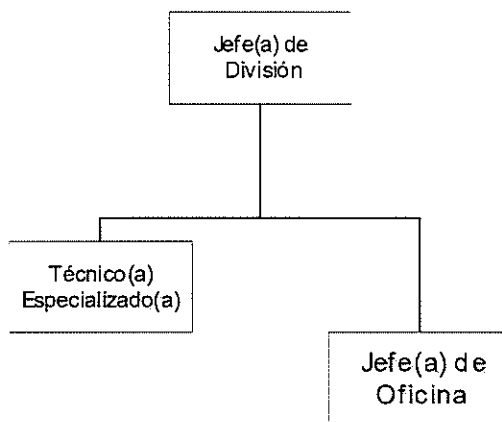 Jefe(a) de
División
Técnico(a)
Especializado(a)
Jefe(a) de
Oficina